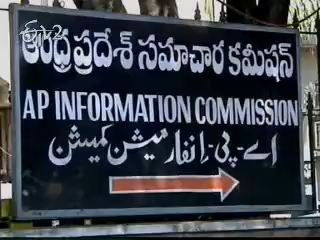 ఆంధ్రప్రదేశ్ సమాచార కమీషన్
AP INFORMATION COMMISSION
اے-پی-انفارمیشن کمیشن